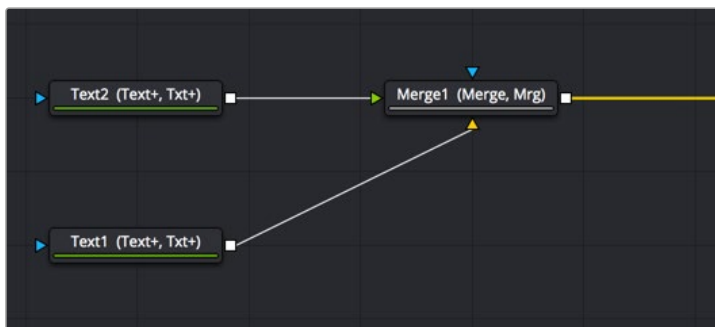 Text2 (Text+, Txt+)
Merge1 (Merge, Mrg)
Text1 (Text+, Txt+)